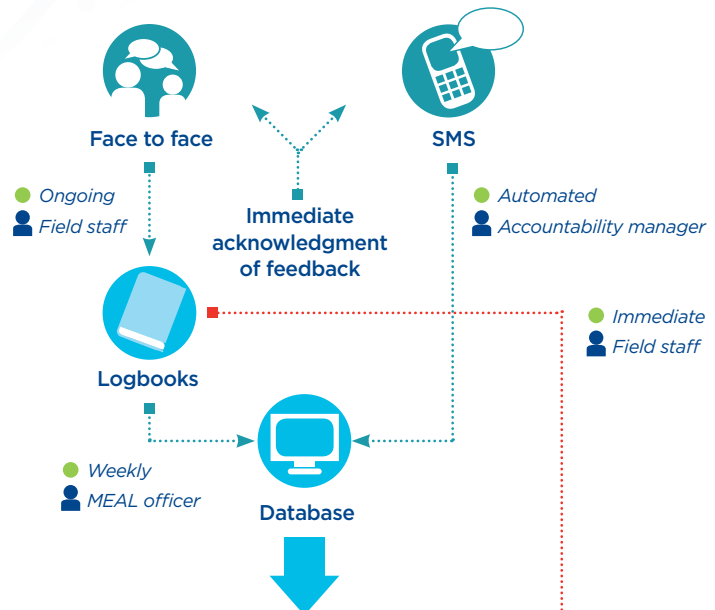 Face to face
SMS
Ongoing
Field staff
Immediate
acknowledgment
of feedback
Automated
Accountability manager
Immediate
Field staff
Logbooks
Weekly
MEAL officer
Database